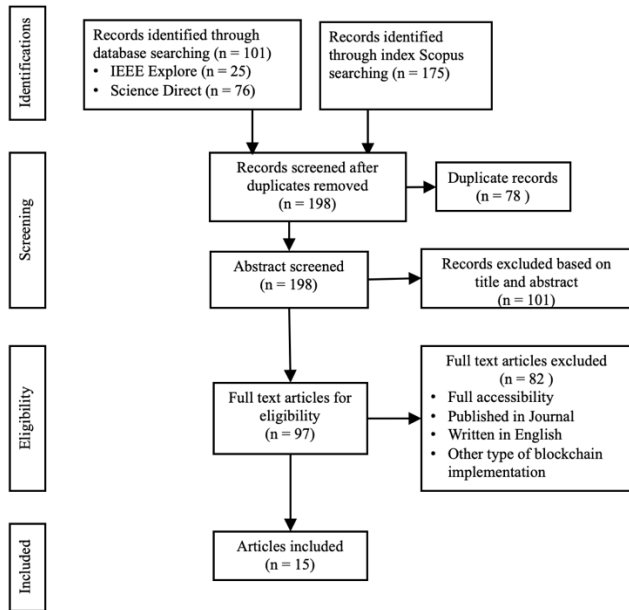 Identifications
Records identified through
database searching (n = 101)
• IEEE Explore (n = 25)
• Science Direct (n = 76)
Records identified
through index Scopus
searching (n = 175)
Screening
Records screened after
duplicates removed
(n = 198)
Duplicate records
(n = 78 )
Abstract screened
(n = 198)
Records excluded based on
title and abstract
(n = 101)
Eligibility
Full text articles for
eligibility
(n = 97)
Full text articles excluded
(n = 82 )
• Full accessibility
• Published in Journal
• Written in English
• Other type of blockchain
implementation
Included
Articles included
(n = 15)